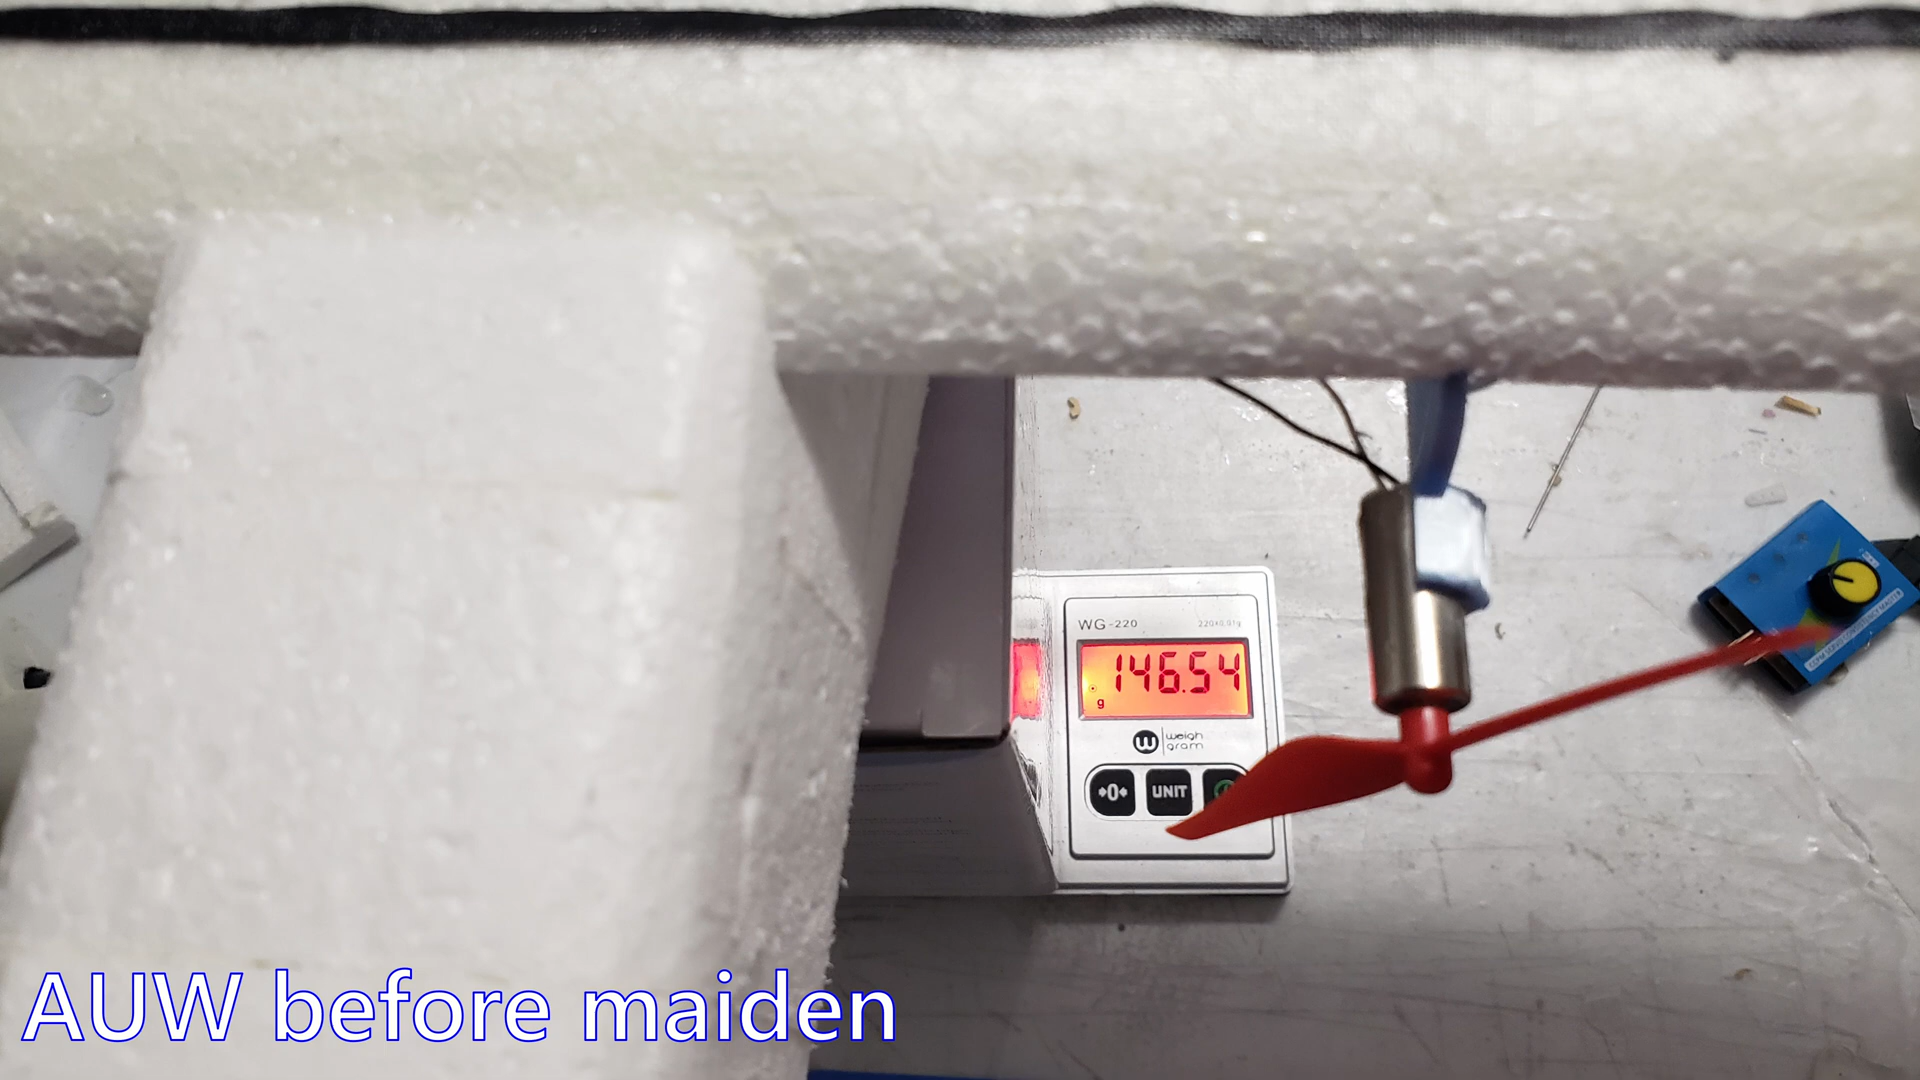 WG-220
220x0.01g
146.54
g
W weigh
gram
→0← UNIT
AUW before maiden